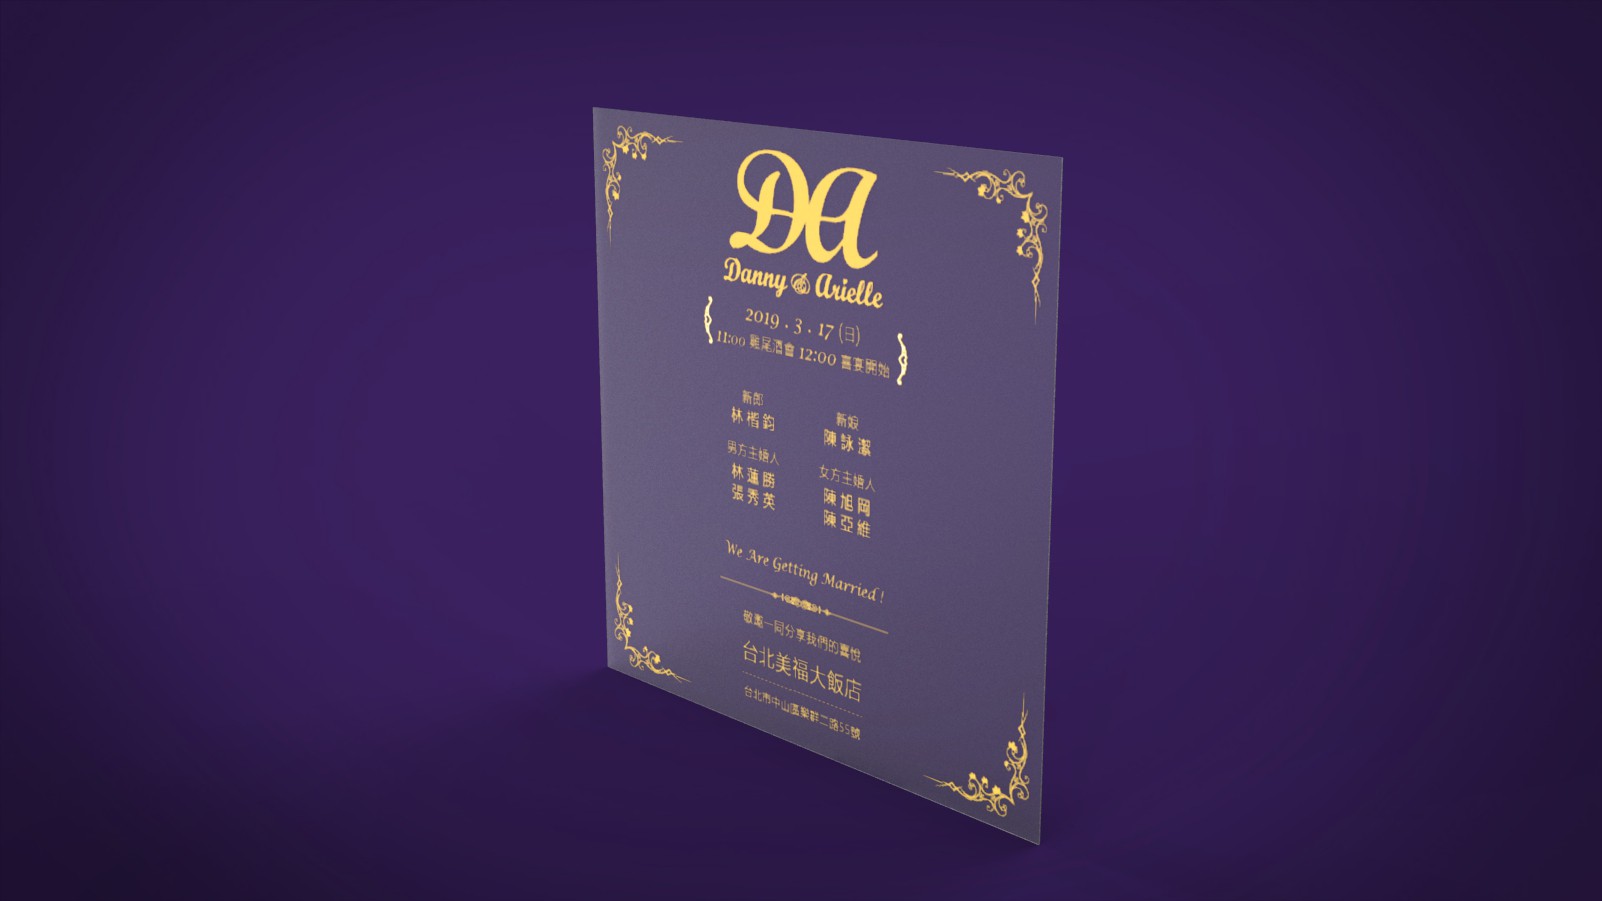 DA
Danny & Arielle
2019 . 3 . 17 (日)
11:00 雞尾酒會 12:00 喜宴開始
新郎
林楷鈞
男方主婚人
林蓮勝
張秀英
新娘
陳詠潔
女方主婚人
陳旭岡
陳亞維
We Are Getting Married !
敬邀一同分享我們的喜悅
台北美福大飯店
台北市中山區樂群二路55號